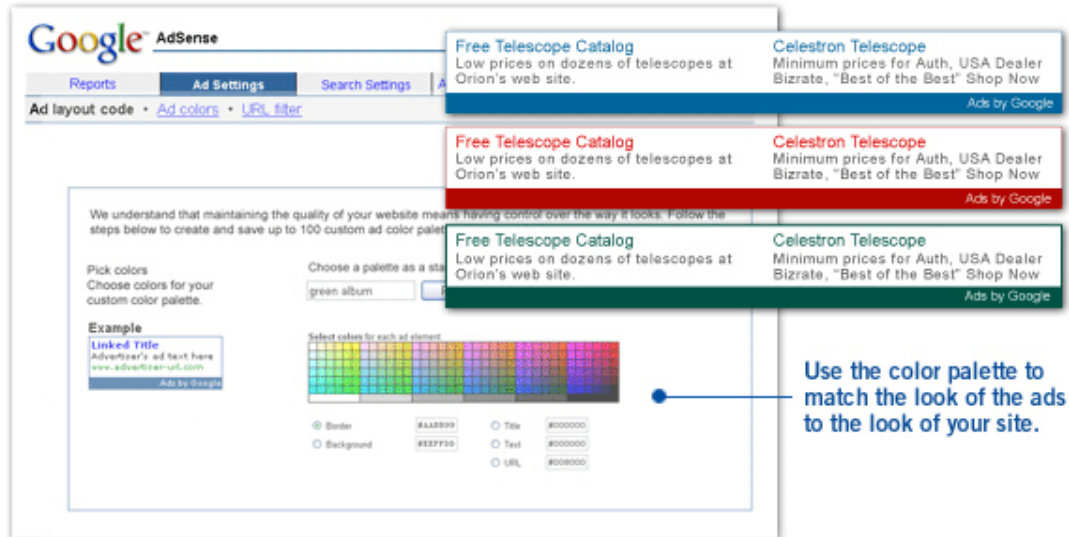 Google™ AdSense
Reports Ad Settings Search Settings A
Ad layout code • Ad colors • URL filter
Free Telescope Catalog
Low prices on dozens of telescopes at
Orion's web site.
Celestron Telescope
Minimum prices for Auth, USA Dealer
Bizrate, "Best of the Best" Shop Now
Ads by Google
Free Telescope Catalog
Low prices on dozens of telescopes at
Orion's web site.
Celestron Telescope
Minimum prices for Auth, USA Dealer
Bizrate, "Best of the Best" Shop Now
Ads by Google
Free Telescope Catalog
Low prices on dozens of telescopes at
Orion's web site.
Celestron Telescope
Minimum prices for Auth, USA Dealer
Bizrate, "Best of the Best" Shop Now
Ads by Google
We understand that maintaining the quality of your website means having control over the way it looks. Follow the
steps below to create and save up to 100 custom ad color
Pick colors
Choose colors for your
custom color palette.
Example
Linked Title
Advertiser's ad text here
www.advertiser-url.com
Ads by Google
Choose a palette as a
green album
Select colors for each ad element
Border
Background
Title #000000
Text #000000
URL #008000
Use the color palette to
match the look of the ads
to the look of your site.